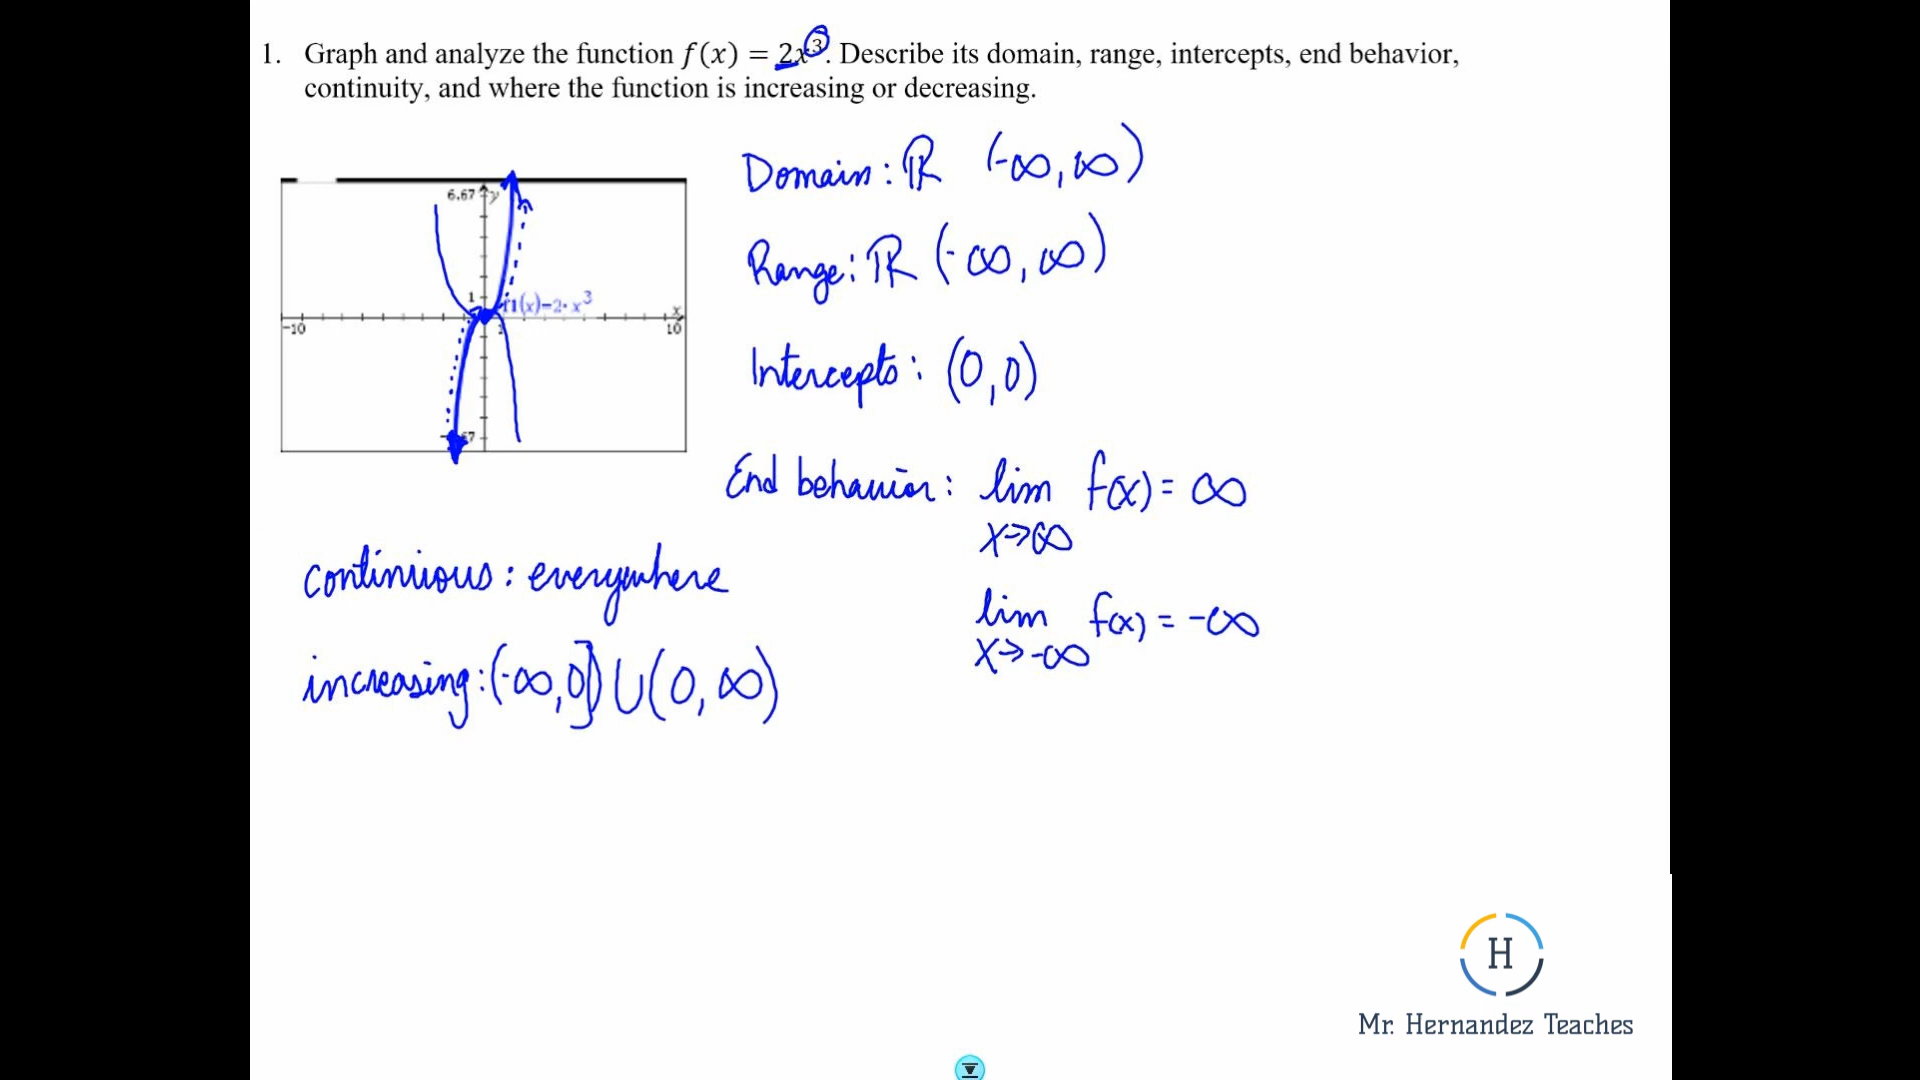 1. Graph and analyze the function f(x) = 2x³. Describe its domain, range, intercepts, end behavior,
continuity, and where the function is increasing or decreasing.
Domain: ℝ (-∞, ∞)
6.67 y
Range: ℝ (-∞, ∞)
1
f1(x)=2·x³
x
-10
1
10
Intercepts: (0,0)
End behavior: lim f(x) = ∞
x→∞
continuous: everywhere
lim f(x) = -∞
x→-∞
increasing: (-∞,0]) ∪ (0, ∞)
H
Mr. Hernandez Teaches